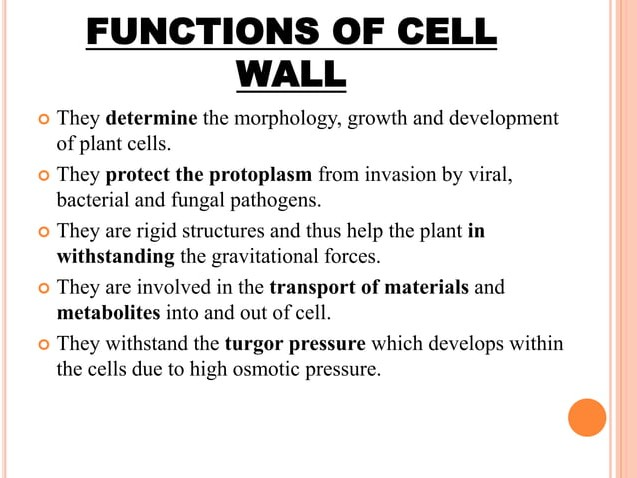 FUNCTIONS OF CELL
WALL
They determine the morphology, growth and development
of plant cells.
They protect the protoplasm from invasion by viral,
bacterial and fungal pathogens.
They are rigid structures and thus help the plant in
withstanding the gravitational forces.
They are involved in the transport of materials and
metabolites into and out of cell.
They withstand the turgor pressure which develops within
the cells due to high osmotic pressure.